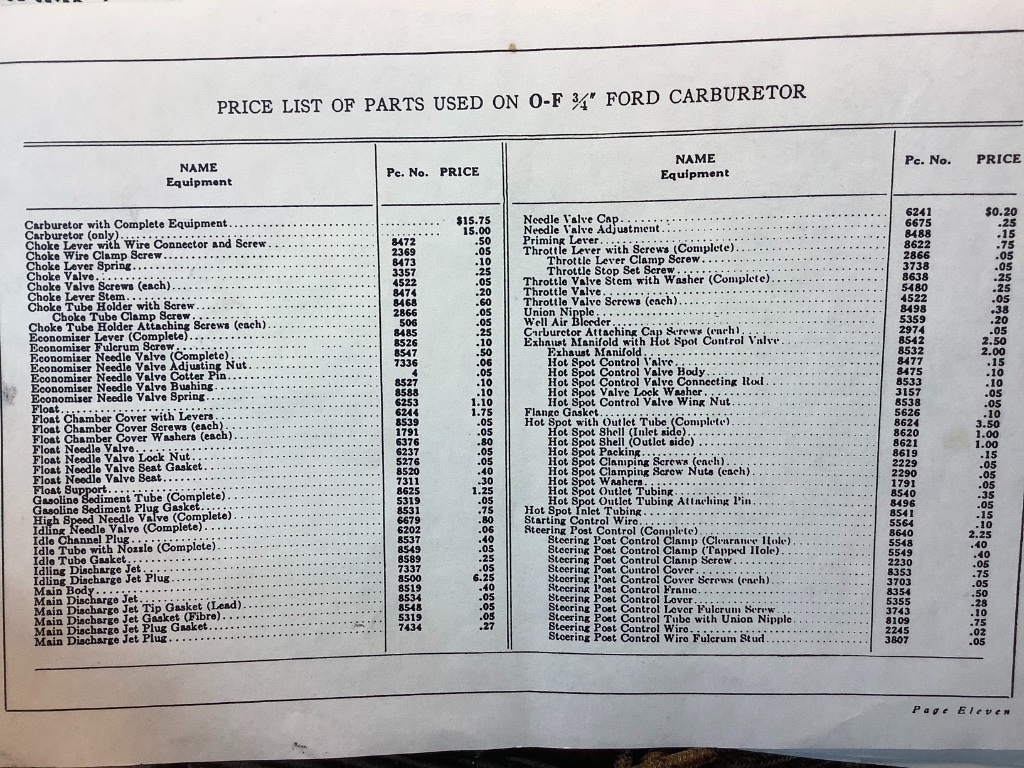 PRICE LIST OF PARTS USED ON O-F ¾" FORD CARBURETOR
NAME
Equipment
Pc. No. PRICE
Carburetor with Complete Equipment $15.75
Carburetor (only) 15.00
Choke Lever with Wire Connector and Screw 8472 .50
Choke Wire Clamp Screw 2369 .05
Choke Lever Spring 8473 .10
Choke Valve 3357 .25
Choke Valve Screws (each) 4522 .05
Choke Lever Stem 8474 .20
Choke Tube Holder with Screw 8468 .60
Choke Tube Clamp Screw 2866 .05
Choke Tube Holder Attaching Screws (each) 506 .05
Economizer Lever (Complete) 8485 .25
Economizer Fulcrum Screw 8526 .10
Economizer Needle Valve (Complete) 8547 .50
Economizer Needle Valve Adjusting Nut 7336 .06
Economizer Needle Valve Cotter Pin 4 .05
Economizer Needle Valve Bushing 8527 .10
Economizer Needle Valve Spring 8588 .10
Float 6253 1.10
Float Chamber Cover with Levers 6244 1.75
Float Chamber Cover Screws (each) 8539 .05
Float Chamber Cover Washers (each) 1791 .05
Float Needle Valve 6376 .80
Float Needle Valve Lock Nut 6237 .05
Float Needle Valve Seat Gasket 5276 .05
Float Needle Valve Seat 8520 .40
Float Support 7311 .30
Gasoline Sediment Tube (Complete) 8625 1.25
Gasoline Sediment Plug Gasket 5319 .05
High Speed Needle Valve (Complete) 8531 .75
Idling Needle Valve (Complete) 6679 .80
Idle Channel Plug 6202 .06
Idle Tube with Nozzle (Complete) 8537 .40
Idle Tube Gasket 8549 .05
Idling Discharge Jet 8589 .25
Idling Discharge Jet Plug 7337 .05
Main Body 8500 6.25
Main Discharge Jet 8519 .40
Main Discharge Jet Tip Gasket (Lead) 8534 .05
Main Discharge Jet Gasket (Fibre) 8548 .05
Main Discharge Jet Plug Gasket 5319 .05
Main Discharge Jet Plug 7434 .27
NAME
Equipment
Pc. No. PRICE
Needle Valve Cap 6241 $0.20
Needle Valve Adjustment 6675 .25
Priming Lever 8488 .15
Throttle Lever with Screws (Complete) 8622 .75
Throttle Lever Clamp Screw 2866 .05
Throttle Stop Set Screw 3738 .05
Throttle Valve Stem with Washer (Complete) 8638 .25
Throttle Valve 5480 .25
Throttle Valve Screws (each) 4522 .05
Union Nipple 8498 .38
Well Air Bleeder 5359 .20
Carburetor Attaching Cap Screws (each) 2974 .05
Exhaust Manifold with Hot Spot Control Valve 8542 2.50
Exhaust Manifold 8532 2.00
Hot Spot Control Valve 8477 .15
Hot Spot Control Valve Body 8475 .10
Hot Spot Control Valve Connecting Rod 8533 .10
Hot Spot Valve Lock Washer 3157 .05
Hot Spot Control Valve Wing Nut 8538 .05
Flange Gasket 5626 .10
Hot Spot with Outlet Tube (Complete) 8624 3.50
Hot Spot Shell (Inlet side) 8620 1.00
Hot Spot Shell (Outlet side) 8621 1.00
Hot Spot Packing 8619 .15
Hot Spot Clamping Screws (each) 2229 .05
Hot Spot Clamping Screw Nuts (each) 2290 .05
Hot Spot Washers 1791 .05
Hot Spot Outlet Tubing 8540 .35
Hot Spot Outlet Tubing Attaching Pin 8496 .05
Hot Spot Inlet Tubing 8541 .15
Starting Control Wire 5564 .10
Steering Post Control (Complete) 8640 2.25
Steering Post Control Clamp (Clearance Hole) 5548 .40
Steering Post Control Clamp (Tapped Hole) 5549 .40
Steering Post Control Clamp Screw 2230 .05
Steering Post Control Cover 8353 .75
Steering Post Control Cover Screws (each) 3703 .05
Steering Post Control Frame 8354 .50
Steering Post Control Lever 5355 .28
Steering Post Control Lever Fulcrum Screw 3743 .10
Steering Post Control Tube with Union Nipple 8109 .75
Steering Post Control Wire 2245 .02
Steering Post Control Wire Fulcrum Stud 3807 .05
Page Eleven